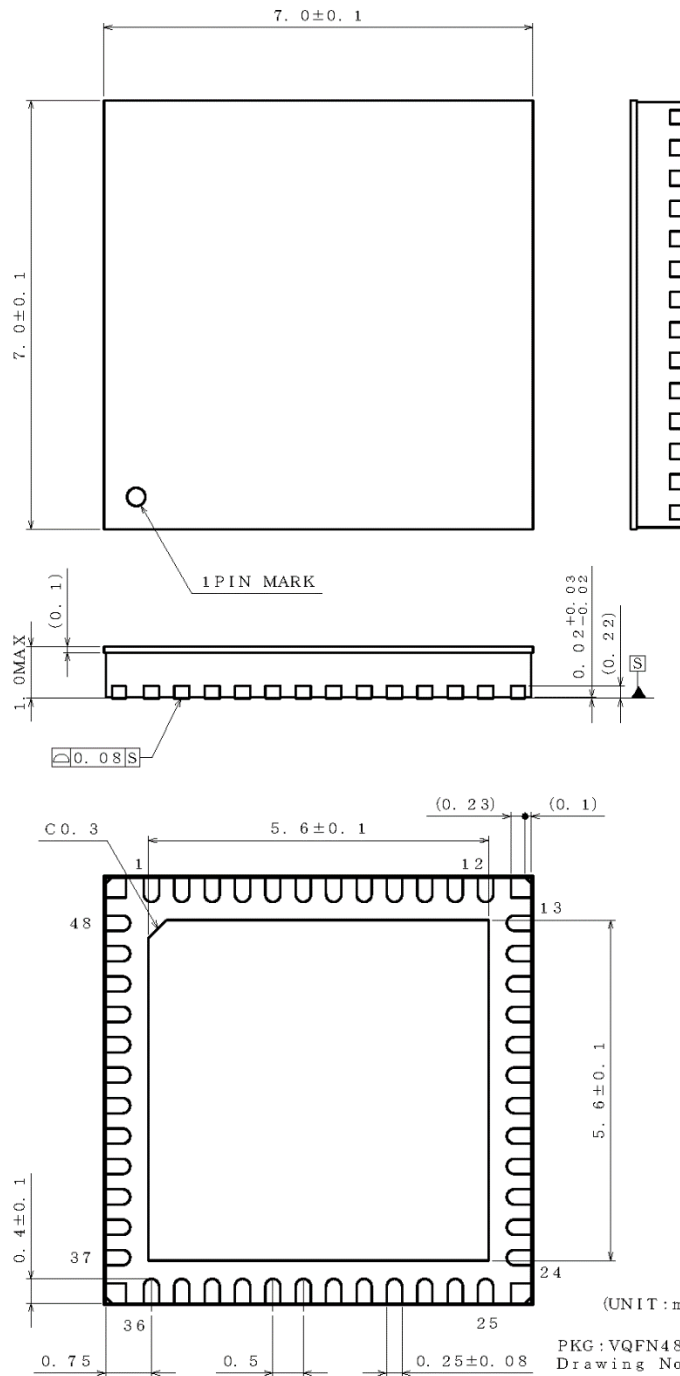 7.0±0.1
7.0±0.1
1PIN MARK
(0.1)
1.0MAX
0.02+0.03-0.02
(0.22)
S
⌓0.08S
(0.23)
(0.1)
C0.3
5.6±0.1
1
12
13
48
5.6±0.1
0.4±0.1
37
24
36
25
(UNIT:m
0.75
0.5
0.25±0.08
PKG:VQFN48
Drawing No